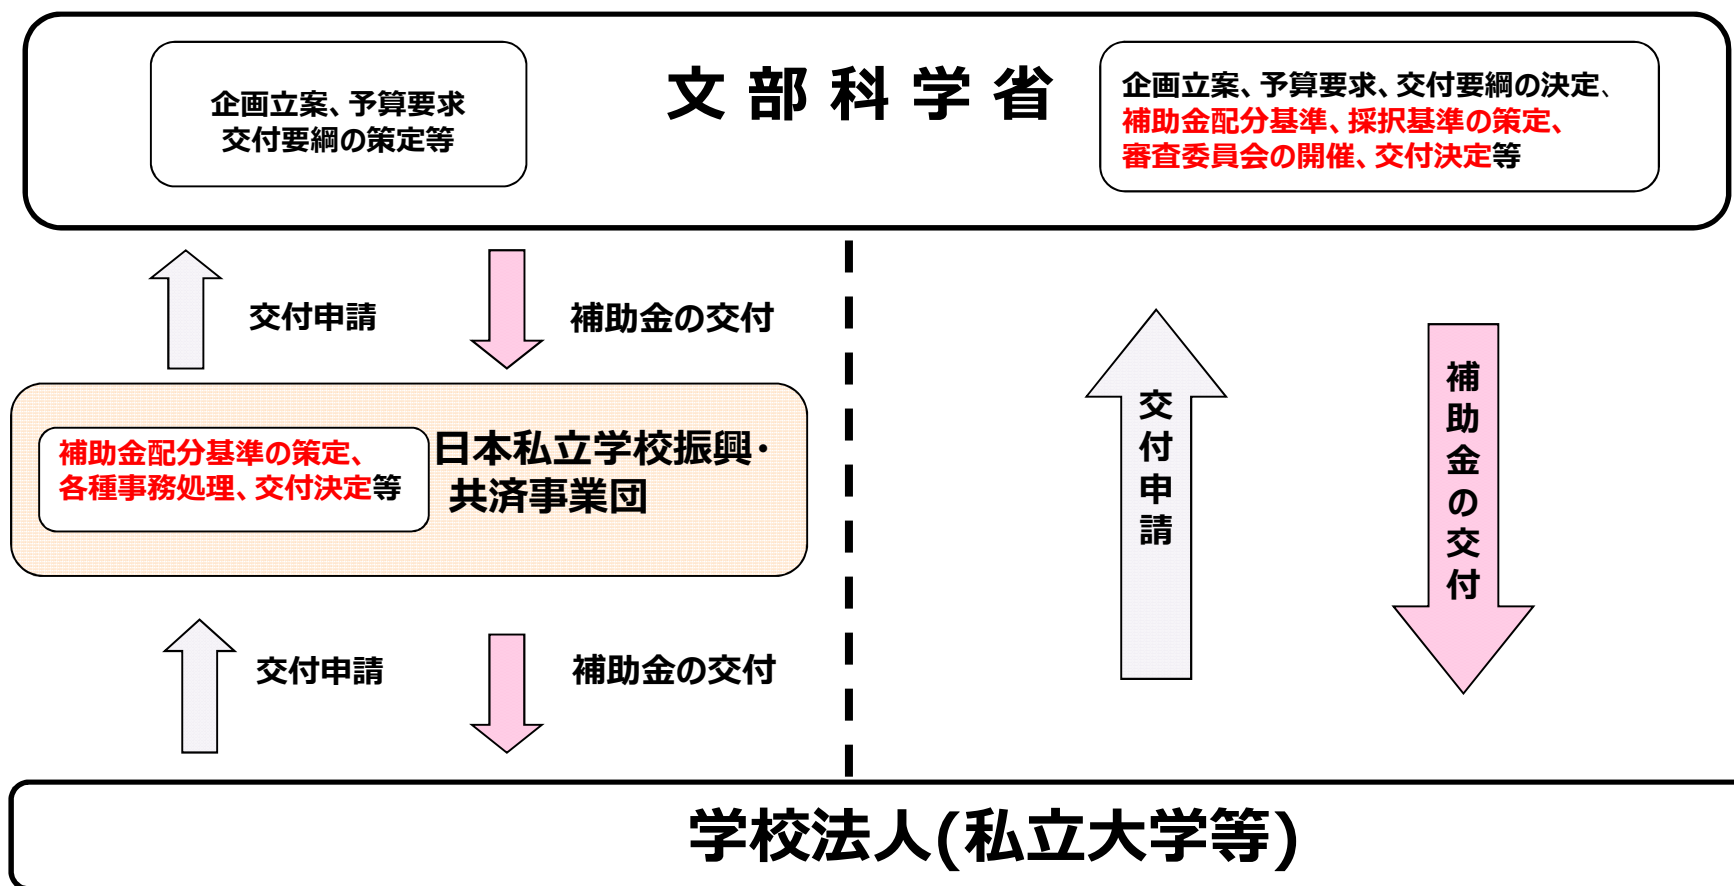 文部科学省
企画立案、予算要求
交付要綱の策定等
企画立案、予算要求、交付要綱の決定、
補助金配分基準、採択基準の策定、
審査委員会の開催、交付決定等
交付申請
補助金の交付
補助金配分基準の策定、
各種事務処理、交付決定等
日本私立学校振興・
共済事業団
交付申請
補助金の交付
交付申請
補助金の交付
学校法人(私立大学等)